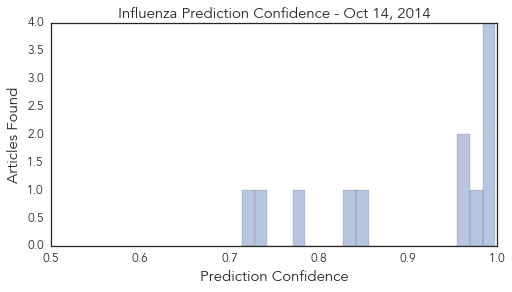 Influenza Prediction Confidence - Oct 14, 2014
4.0
3.5
3.0
2.5
2.0
1.5
1.0
0.5
0.0
Articles Found
0.5 0.6 0.7 0.8 0.9 1.0
Prediction Confidence